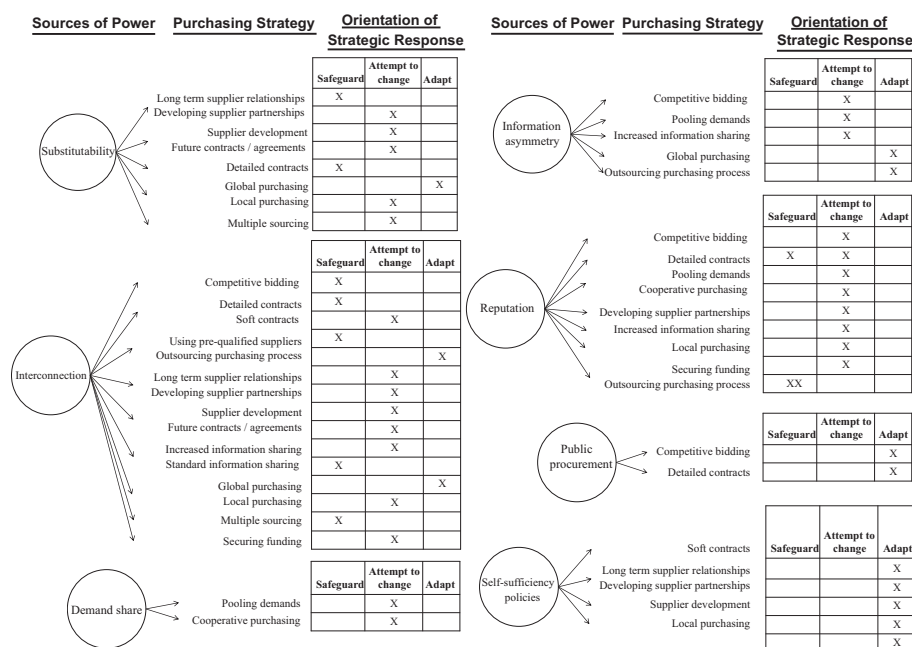 Sources of Power Purchasing Strategy Orientation of
Strategic Response
Safeguard Attempt to change Adapt
Substitutability
Long term supplier relationships X
Developing supplier partnerships X
Supplier development X
Future contracts / agreements X
Detailed contracts X
Global purchasing X
Local purchasing X
Multiple sourcing X
Safeguard Attempt to change Adapt
Interconnection
Competitive bidding X
Detailed contracts X
Soft contracts X
Using pre-qualified suppliers X
Outsourcing purchasing process X
Long term supplier relationships X
Developing supplier partnerships X
Supplier development X
Future contracts / agreements X
Increased information sharing X
Standard information sharing X
Global purchasing X
Local purchasing X
Multiple sourcing X
Securing funding X
Safeguard Attempt to change Adapt
Demand share
Pooling demands X
Cooperative purchasing X
Sources of Power Purchasing Strategy Orientation of
Strategic Response
Safeguard Attempt to change Adapt
Information
asymmetry
Competitive bidding X
Pooling demands X
Increased information sharing X
Global purchasing X
Outsourcing purchasing process X
Safeguard Attempt to change Adapt
Reputation
Competitive bidding X
Detailed contracts X X
Pooling demands X
Cooperative purchasing X
Developing supplier partnerships X
Increased information sharing X
Local purchasing X
Securing funding X
Outsourcing purchasing process XX
Safeguard Attempt to change Adapt
Public
procurement
Competitive bidding X
Detailed contracts X
Safeguard Attempt to change Adapt
Self-sufficiency
policies
Soft contracts
Long term supplier relationships X
Developing supplier partnerships X
Supplier development X
Local purchasing X
X